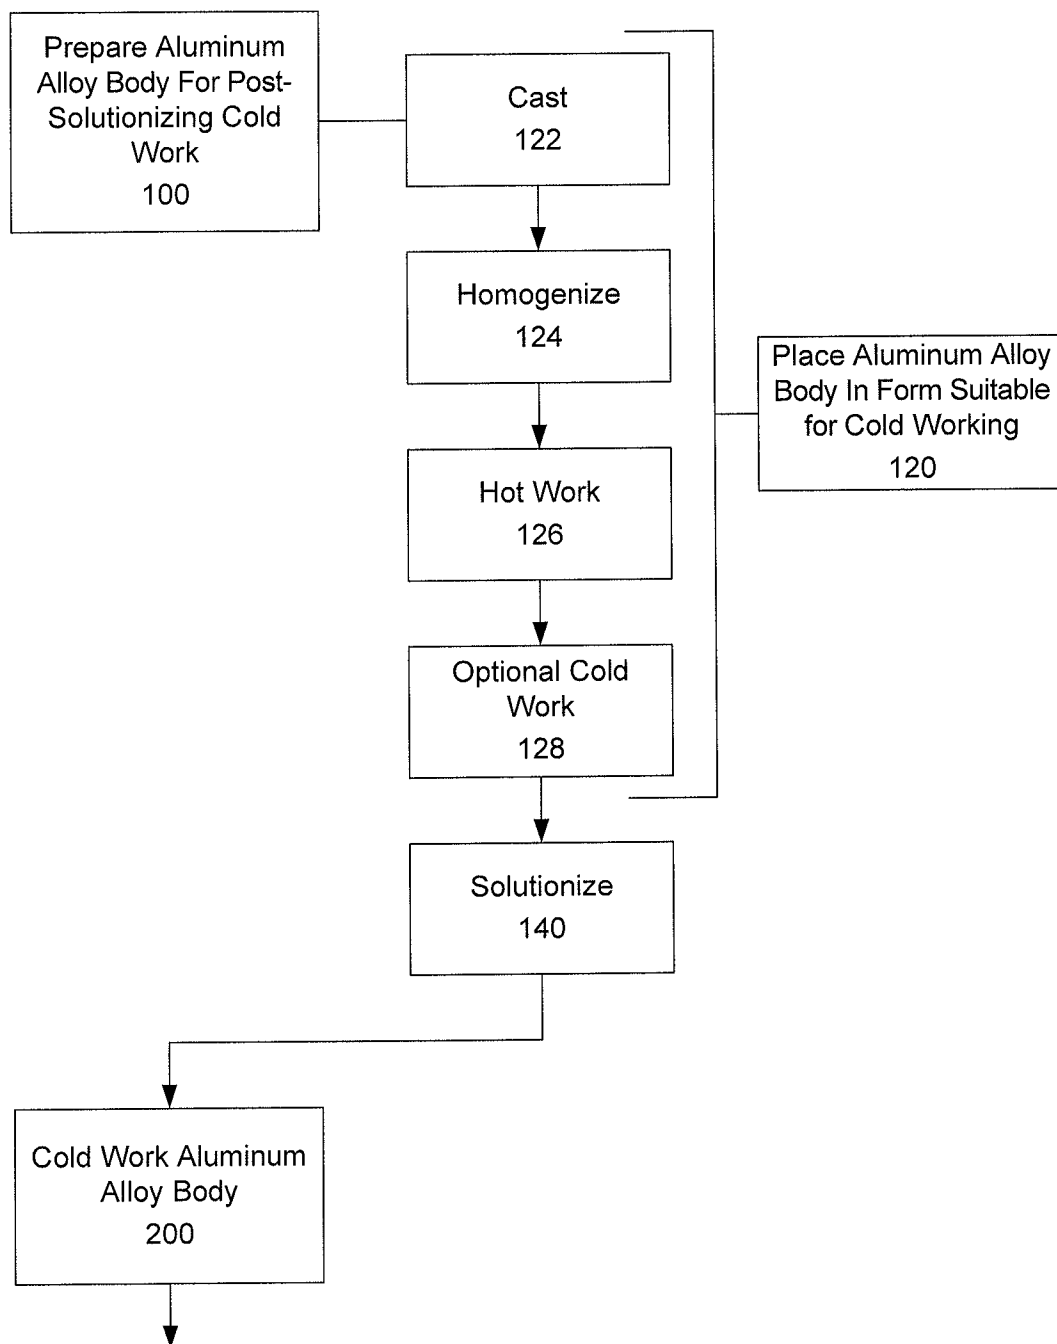 Prepare Aluminum
Alloy Body For Post-
Solutionizing Cold
Work
100
Cast
122
Homogenize
124
Hot Work
126
Optional Cold
Work
128
Place Aluminum Alloy
Body In Form Suitable
for Cold Working
120
Solutionize
140
Cold Work Aluminum
Alloy Body
200